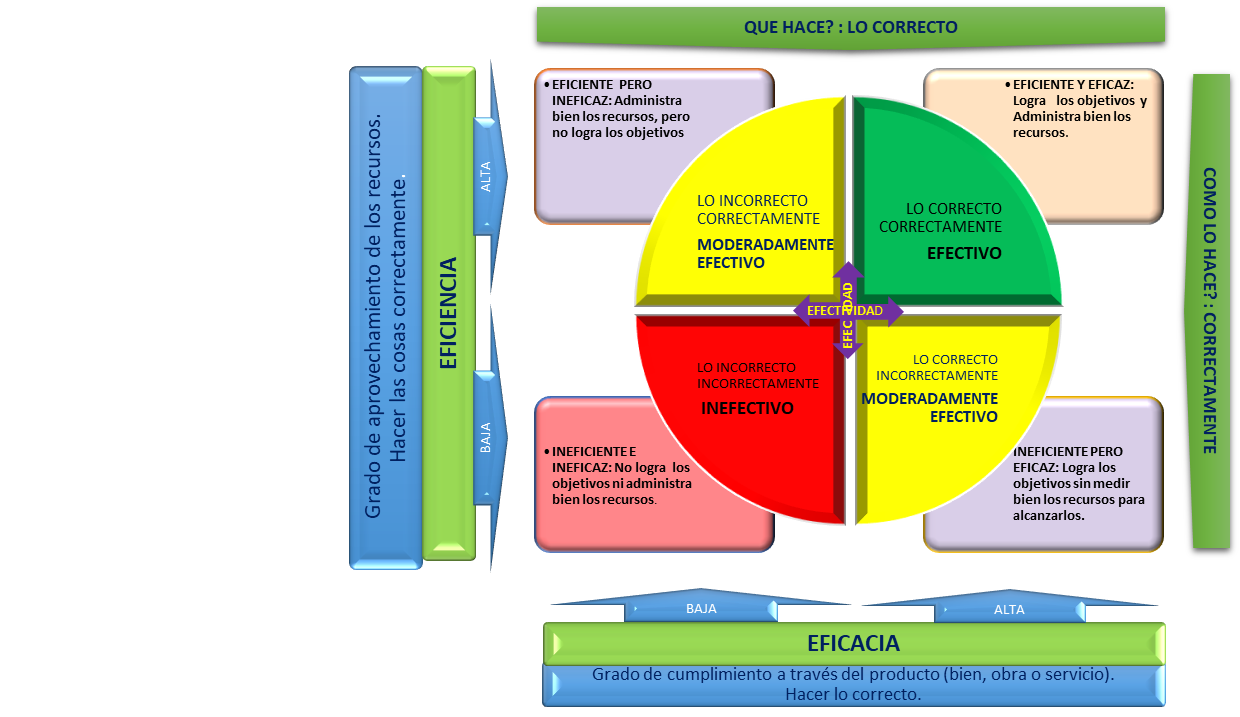 QUE HACE? : LO CORRECTO
Grado de aprovechamiento de los recursos.
Hacer las cosas correctamente.
EFICIENCIA
ALTA
BAJA
• EFICIENTE PERO
INEFICAZ: Administra
bien los recursos, pero
no logra los objetivos
• EFICIENTE Y EFICAZ:
Logra los objetivos y
Administra bien los
recursos.
LO INCORRECTO
CORRECTAMENTE
MODERADAMENTE
EFECTIVO
LO CORRECTO
CORRECTAMENTE
EFECTIVO
EFECTIVIDAD
EFEC IDAD
LO INCORRECTO
INCORRECTAMENTE
INEFECTIVO
LO CORRECTO
INCORRECTAMENTE
MODERADAMENTE
EFECTIVO
• INEFICIENTE E
INEFICAZ: No logra los
objetivos ni administra
bien los recursos.
INEFICIENTE PERO
EFICAZ: Logra los
objetivos sin medir
bien los recursos para
alcanzarlos.
COMO LO HACE? : CORRECTAMENTE
BAJA
ALTA
EFICACIA
Grado de cumplimiento a través del producto (bien, obra o servicio).
Hacer lo correcto.